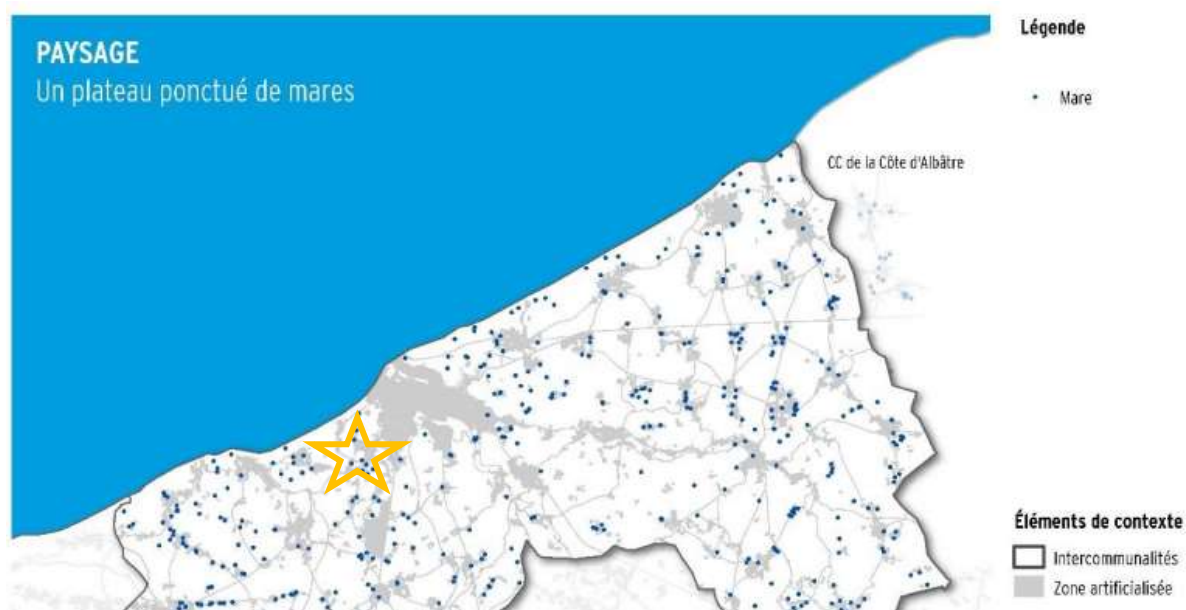 PAYSAGE
Un plateau ponctué de mares
Légende
Mare
CC de la Côte d'Albâtre
Éléments de contexte
Intercommunalités
Zone artificialisée